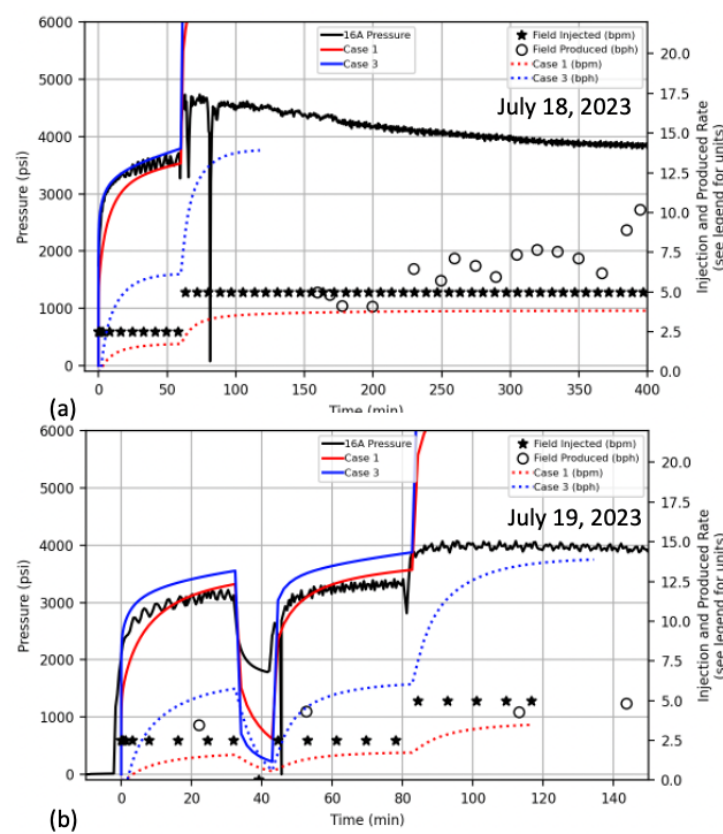 6000
5000
4000
3000
2000
1000
0
Pressure (psi)
16A Pressure
Case 1
Case 3
Field Injected (bpm)
Field Produced (bph)
Case 1 (bpm)
Case 3 (bph)
July 18, 2023
20.0
17.5
15.0
12.5
10.0
7.5
5.0
2.5
0.0
Injection and Produced Rate
(see legend for units)
0 50 100 150 200 250 300 350 400
Time (min)
(a)
6000
5000
4000
3000
2000
1000
0
Pressure (psi)
16A Pressure
Case 1
Case 3
Field Injected (bpm)
Field Produced (bph)
Case 1 (bpm)
Case 3 (bph)
July 19, 2023
20.0
17.5
15.0
12.5
10.0
7.5
5.0
2.5
0.0
Injection and Produced Rate
(see legend for units)
0 20 40 60 80 100 120 140
Time (min)
(b)